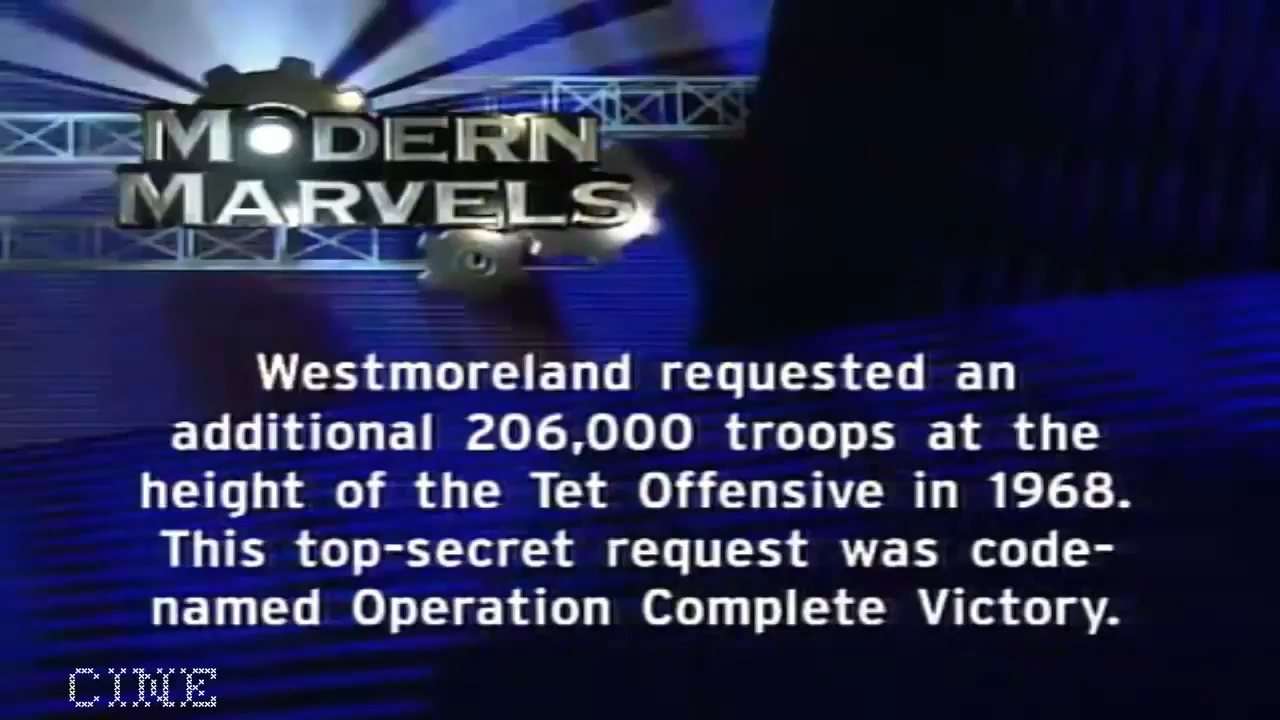 MODERN
MARVELS
Westmoreland requested an
additional 206,000 troops at the
height of the Tet Offensive in 1968.
This top-secret request was code-
named Operation Complete Victory.
CINE